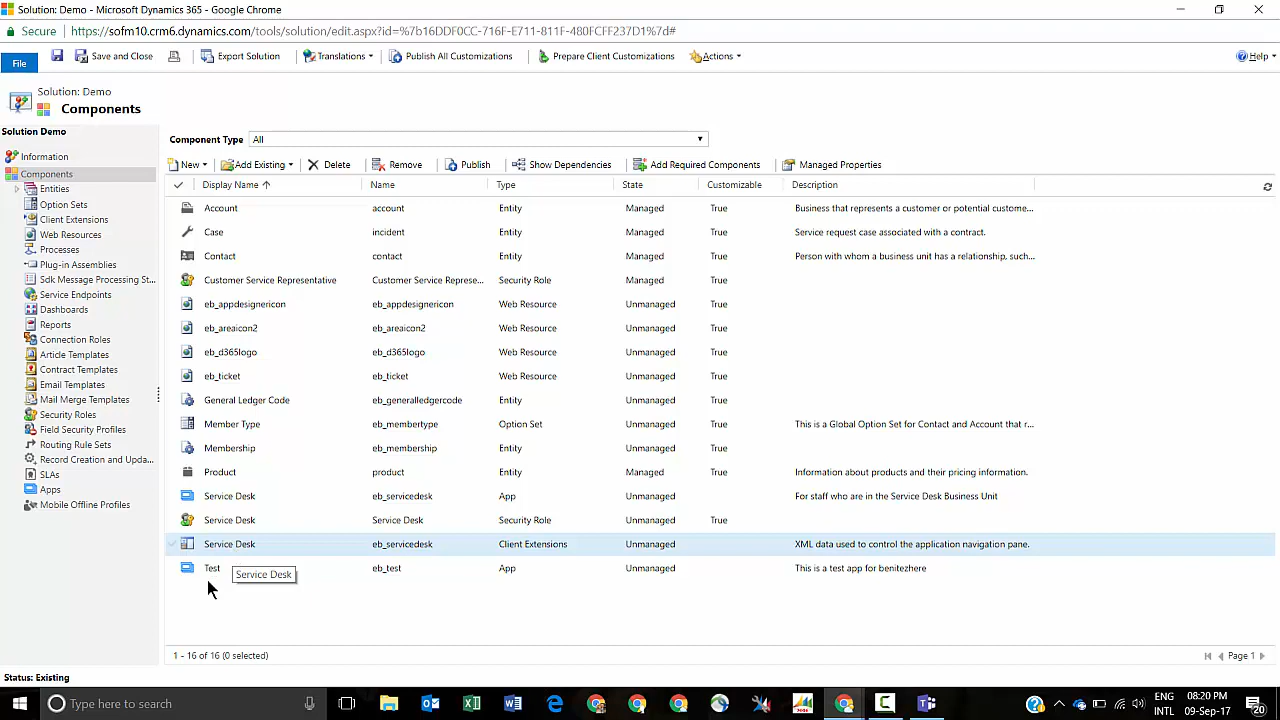 Solution: Demo - Microsoft Dynamics 365 - Google Chrome
Secure https://sofm10.crm6.dynamics.com/tools/solution/edit.aspx?id=%7b16DDF0CC-716F-E711-811F-480FCFF237D1%7d#
File Save and Close Export Solution Translations Publish All Customizations Prepare Client Customizations Actions Help
Solution: Demo
Components
Solution Demo
Information
Components
Entities
Option Sets
Client Extensions
Web Resources
Processes
Plug-in Assemblies
Sdk Message Processing St...
Service Endpoints
Dashboards
Reports
Connection Roles
Article Templates
Contract Templates
Email Templates
Mail Merge Templates
Security Roles
Field Security Profiles
Routing Rule Sets
Record Creation and Upda...
SLAs
Apps
Mobile Offline Profiles
Component Type All
New Add Existing Delete Remove Publish Show Dependencies Add Required Components Managed Properties
Display Name Name Type State Customizable Description
Account account Entity Managed True Business that represents a customer or potential custome...
Case incident Entity Managed True Service request case associated with a contract.
Contact contact Entity Managed True Person with whom a business unit has a relationship, such...
Customer Service Representative Customer Service Represe... Security Role Managed True
eb_appdesignericon eb_appdesignericon Web Resource Unmanaged True
eb_areaicon2 eb_areaicon2 Web Resource Unmanaged True
eb_d365logo eb_d365logo Web Resource Unmanaged True
eb_ticket eb_ticket Web Resource Unmanaged True
General Ledger Code eb_generalledgercode Entity Unmanaged True
Member Type eb_membertype Option Set Unmanaged True This is a Global Option Set for Contact and Account that r...
Membership eb_membership Entity Unmanaged True
Product product Entity Managed True Information about products and their pricing information.
Service Desk eb_servicedesk App Unmanaged For staff who are in the Service Desk Business Unit
Service Desk Service Desk Security Role Unmanaged True
Service Desk eb_servicedesk Client Extensions Unmanaged XML data used to control the application navigation pane.
Test eb_test App Unmanaged This is a test app for benitezhere
Service Desk
1 - 16 of 16 (0 selected) Page 1
Status: Existing
Type here to search
ENG
INTL
08:20 PM
09-Sep-17
20